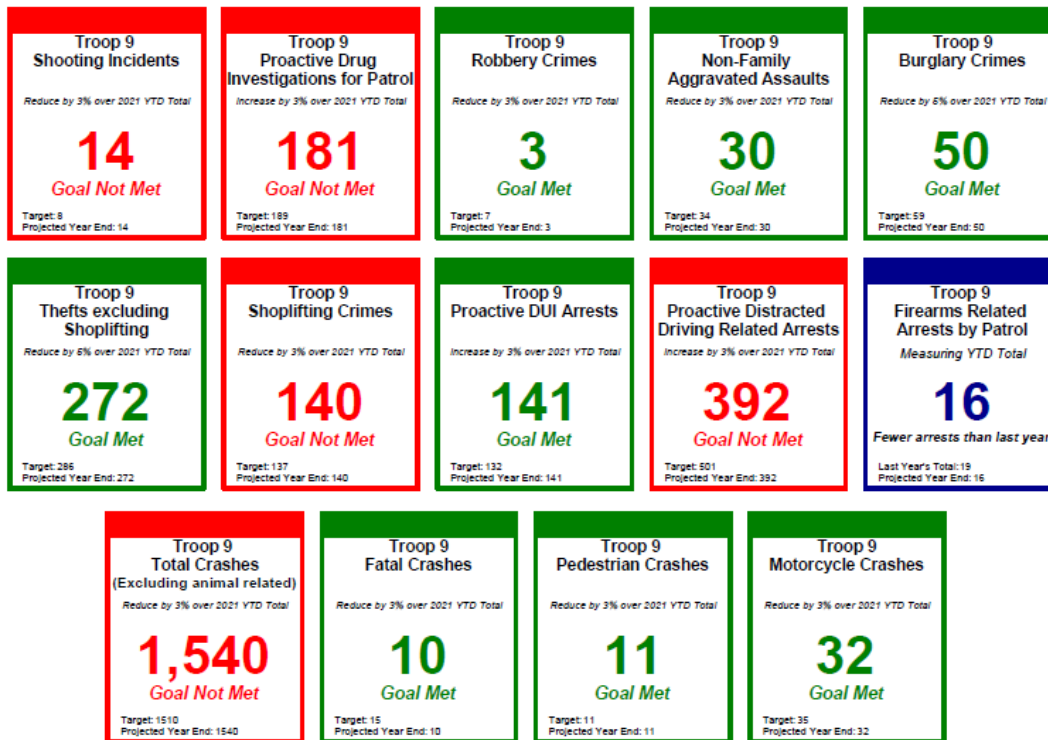 Troop 9
Shooting Incidents
Reduce by 3% over 2021 YTD Total
14
Goal Not Met
Target: 8
Projected Year End: 14
Troop 9
Proactive Drug
Investigations for Patrol
Increase by 3% over 2021 YTD Total
181
Goal Not Met
Target: 189
Projected Year End: 181
Troop 9
Robbery Crimes
Reduce by 3% over 2021 YTD Total
3
Goal Met
Target: 7
Projected Year End: 3
Troop 9
Non-Family
Aggravated Assaults
Reduce by 3% over 2021 YTD Total
30
Goal Met
Target: 34
Projected Year End: 30
Troop 9
Burglary Crimes
Reduce by 5% over 2021 YTD Total
50
Goal Met
Target: 59
Projected Year End: 50
Troop 9
Thefts excluding
Shoplifting
Reduce by 5% over 2021 YTD Total
272
Goal Met
Target: 286
Projected Year End: 272
Troop 9
Shoplifting Crimes
Reduce by 3% over 2021 YTD Total
140
Goal Not Met
Target: 137
Projected Year End: 140
Troop 9
Proactive DUI Arrests
Increase by 3% over 2021 YTD Total
141
Goal Met
Target: 132
Projected Year End: 141
Troop 9
Proactive Distracted
Driving Related Arrests
Increase by 3% over 2021 YTD Total
392
Goal Not Met
Target: 501
Projected Year End: 392
Troop 9
Firearms Related
Arrests by Patrol
Measuring YTD Total
16
Fewer arrests than last year
Last Year's Total: 19
Projected Year End: 16
Troop 9
Total Crashes
(Excluding animal related)
Reduce by 3% over 2021 YTD Total
1,540
Goal Not Met
Target: 1510
Projected Year End: 1540
Troop 9
Fatal Crashes
Reduce by 3% over 2021 YTD Total
10
Goal Met
Target: 15
Projected Year End: 10
Troop 9
Pedestrian Crashes
Reduce by 3% over 2021 YTD Total
11
Goal Met
Target: 11
Projected Year End: 11
Troop 9
Motorcycle Crashes
Reduce by 3% over 2021 YTD Total
32
Goal Met
Target: 35
Projected Year End: 32